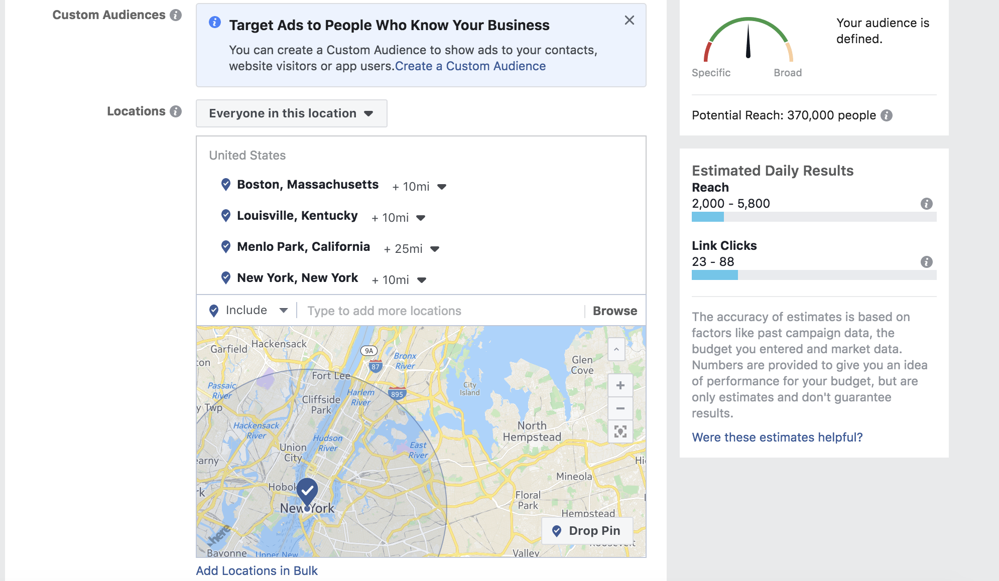 Custom Audiences
Target Ads to People Who Know Your Business
You can create a Custom Audience to show ads to your contacts,
website visitors or app users.Create a Custom Audience
Locations
Everyone in this location
United States
Boston, Massachusetts + 10mi
Louisville, Kentucky + 10mi
Menlo Park, California + 25mi
New York, New York + 10mi
Include Type to add more locations Browse
Garfield
Hackensack
9A
87
Bronx
River
Glen
Cove
ton
Fort Lee
Passaic
River
City
Island
Harlem
River
895
Cliffside
Park
y Twp
Hackensack
River
North
Hempstead
Hudson
River
Union
City
East
River
earny
Hi
Mineola
rk
Hobok
New York
Floral
Park
Hempstead
Drop Pin
Roosevelt
here
Bayonne
Upper New
Valley
Add Locations in Bulk
Your audience is
defined.
Specific Broad
Potential Reach: 370,000 people
Estimated Daily Results
Reach
2,000 - 5,800
Link Clicks
23 - 88
The accuracy of estimates is based on
factors like past campaign data, the
budget you entered and market data.
Numbers are provided to give you an idea
of performance for your budget, but are
only estimates and don't guarantee
results.
Were these estimates helpful?